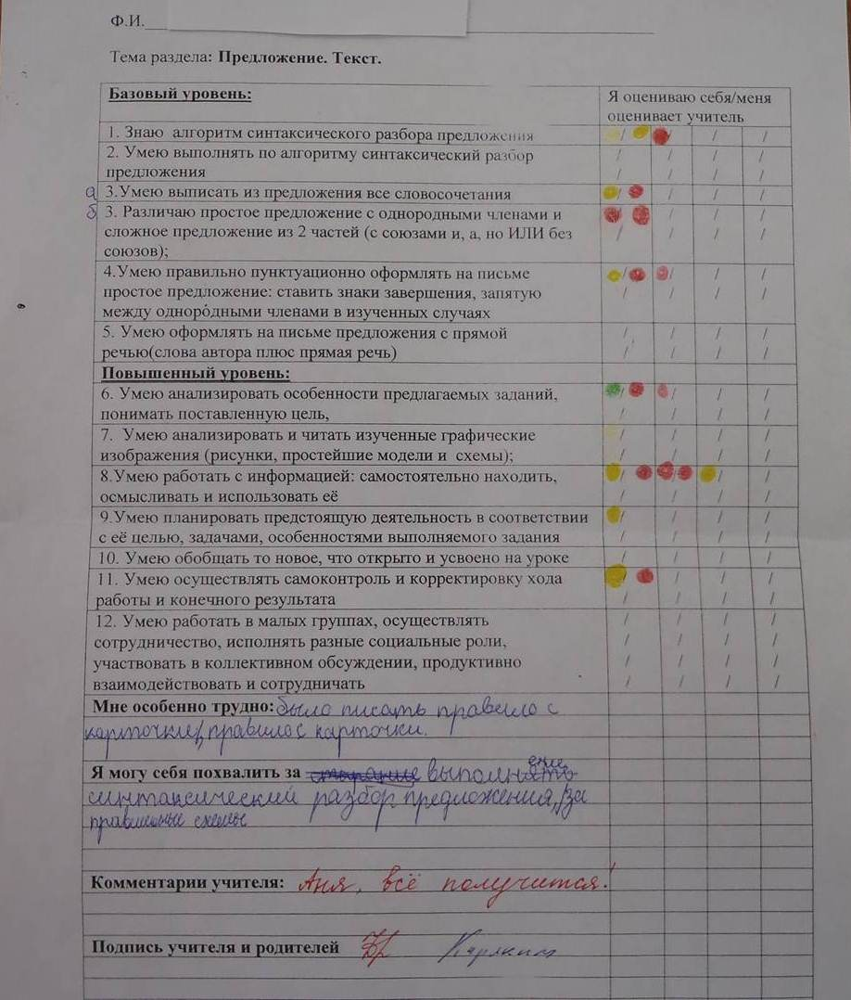 Ф.И.
Тема раздела: Предложение. Текст.
Базовый уровень:
Я оцениваю себя/меня
оценивает учитель
1. Знаю алгоритм синтаксического разбора предложения
2. Умею выполнять по алгоритму синтаксический разбор
предложения
а 3.Умею выписать из предложения все словосочетания
б 3. Различаю простое предложение с однородными членами и
сложное предложение из 2 частей (с союзами и, а, но ИЛИ без
союзов);
4.Умею правильно пунктуационно оформлять на письме
простое предложение: ставить знаки завершения, запятую
между однородными членами в изученных случаях
5. Умею оформлять на письме предложения с прямой
речью(слова автора плюс прямая речь)
Повышенный уровень:
6. Умею анализировать особенности предлагаемых заданий,
понимать поставленную цель,
7. Умею анализировать и читать изученные графические
изображения (рисунки, простейшие модели и схемы);
8.Умею работать с информацией: самостоятельно находить,
осмысливать и использовать её
9.Умею планировать предстоящую деятельность в соответствии
с её целью, задачами, особенностями выполняемого задания
10. Умею обобщать то новое, что открыто и усвоено на уроке
11. Умею осуществлять самоконтроль и корректировку хода
работы и конечного результата
12. Умею работать в малых группах, осуществлять
сотрудничество, исполнять разные социальные роли,
участвовать в коллективном обсуждении, продуктивно
взаимодействовать и сотрудничать
Мне особенно трудно: было писать правило с
карточки, правило с карточки.
Я могу себя похвалить за старание выполнение
синтаксический разбор предложения, за
правильные схемы
Комментарии учителя: Аня, всё получится!
Подпись учителя и родителей